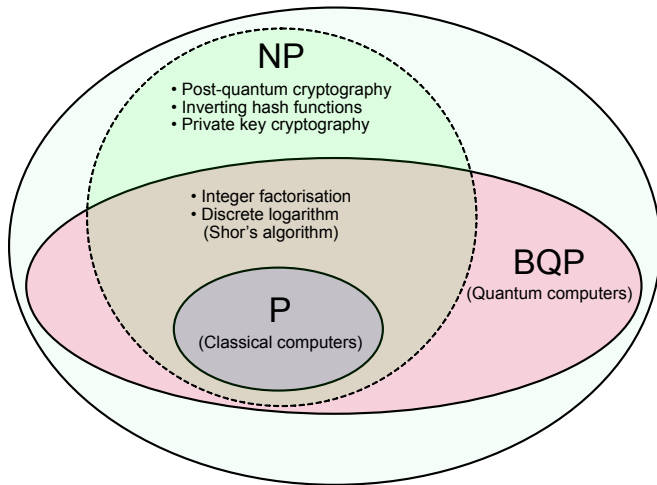 NP
• Post-quantum cryptography
• Inverting hash functions
• Private key cryptography
• Integer factorisation
• Discrete logarithm
(Shor's algorithm)
BQP
(Quantum computers)
P
(Classical computers)